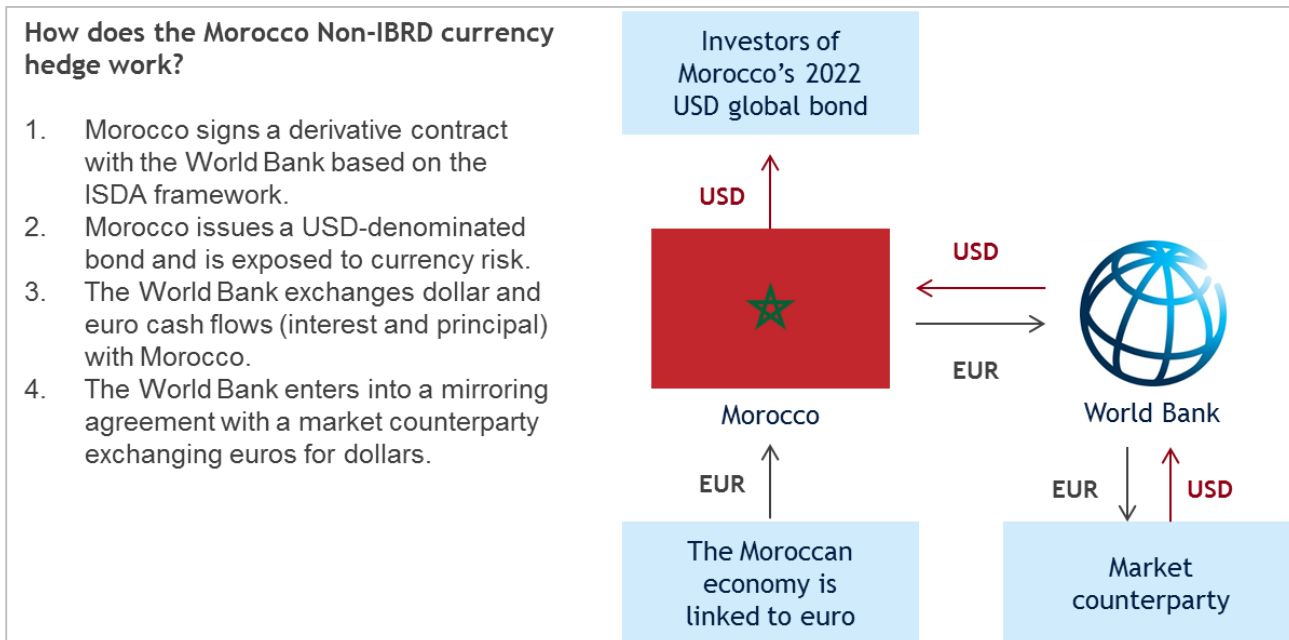 How does the Morocco Non-IBRD currency
hedge work?
1. Morocco signs a derivative contract
with the World Bank based on the
ISDA framework.
2. Morocco issues a USD-denominated
bond and is exposed to currency risk.
3. The World Bank exchanges dollar and
euro cash flows (interest and principal)
with Morocco.
4. The World Bank enters into a mirroring
agreement with a market counterparty
exchanging euros for dollars.
Investors of
Morocco's 2022
USD global bond
USD
USD
EUR
Morocco
World Bank
EUR
EUR
USD
The Moroccan
economy is
linked to euro
Market
counterparty